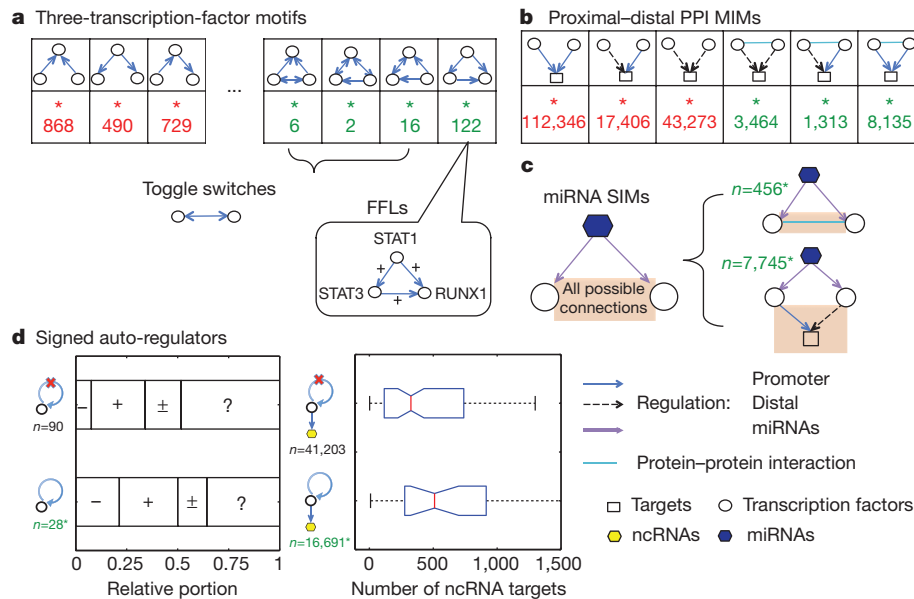 a Three-transcription-factor motifs
* * * ... * * * *
868 490 729 6 2 16 122
Toggle switches
FFLs
STAT1
+ +
STAT3 + RUNX1
b Proximal–distal PPI MIMs
* * * * * *
112,346 17,406 43,273 3,464 1,313 8,135
c
miRNA SIMs
All possible
connections
n=456*
n=7,745*
d Signed auto-regulators
n=90
− + ± ?
n=28*
− + ± ?
0 0.25 0.5 0.75 1
Relative portion
n=41,203
n=16,691*
0 500 1,000 1,500
Number of ncRNA targets
Promoter
Regulation: Distal
miRNAs
Protein–protein interaction
Targets Transcription factors
ncRNAs miRNAs